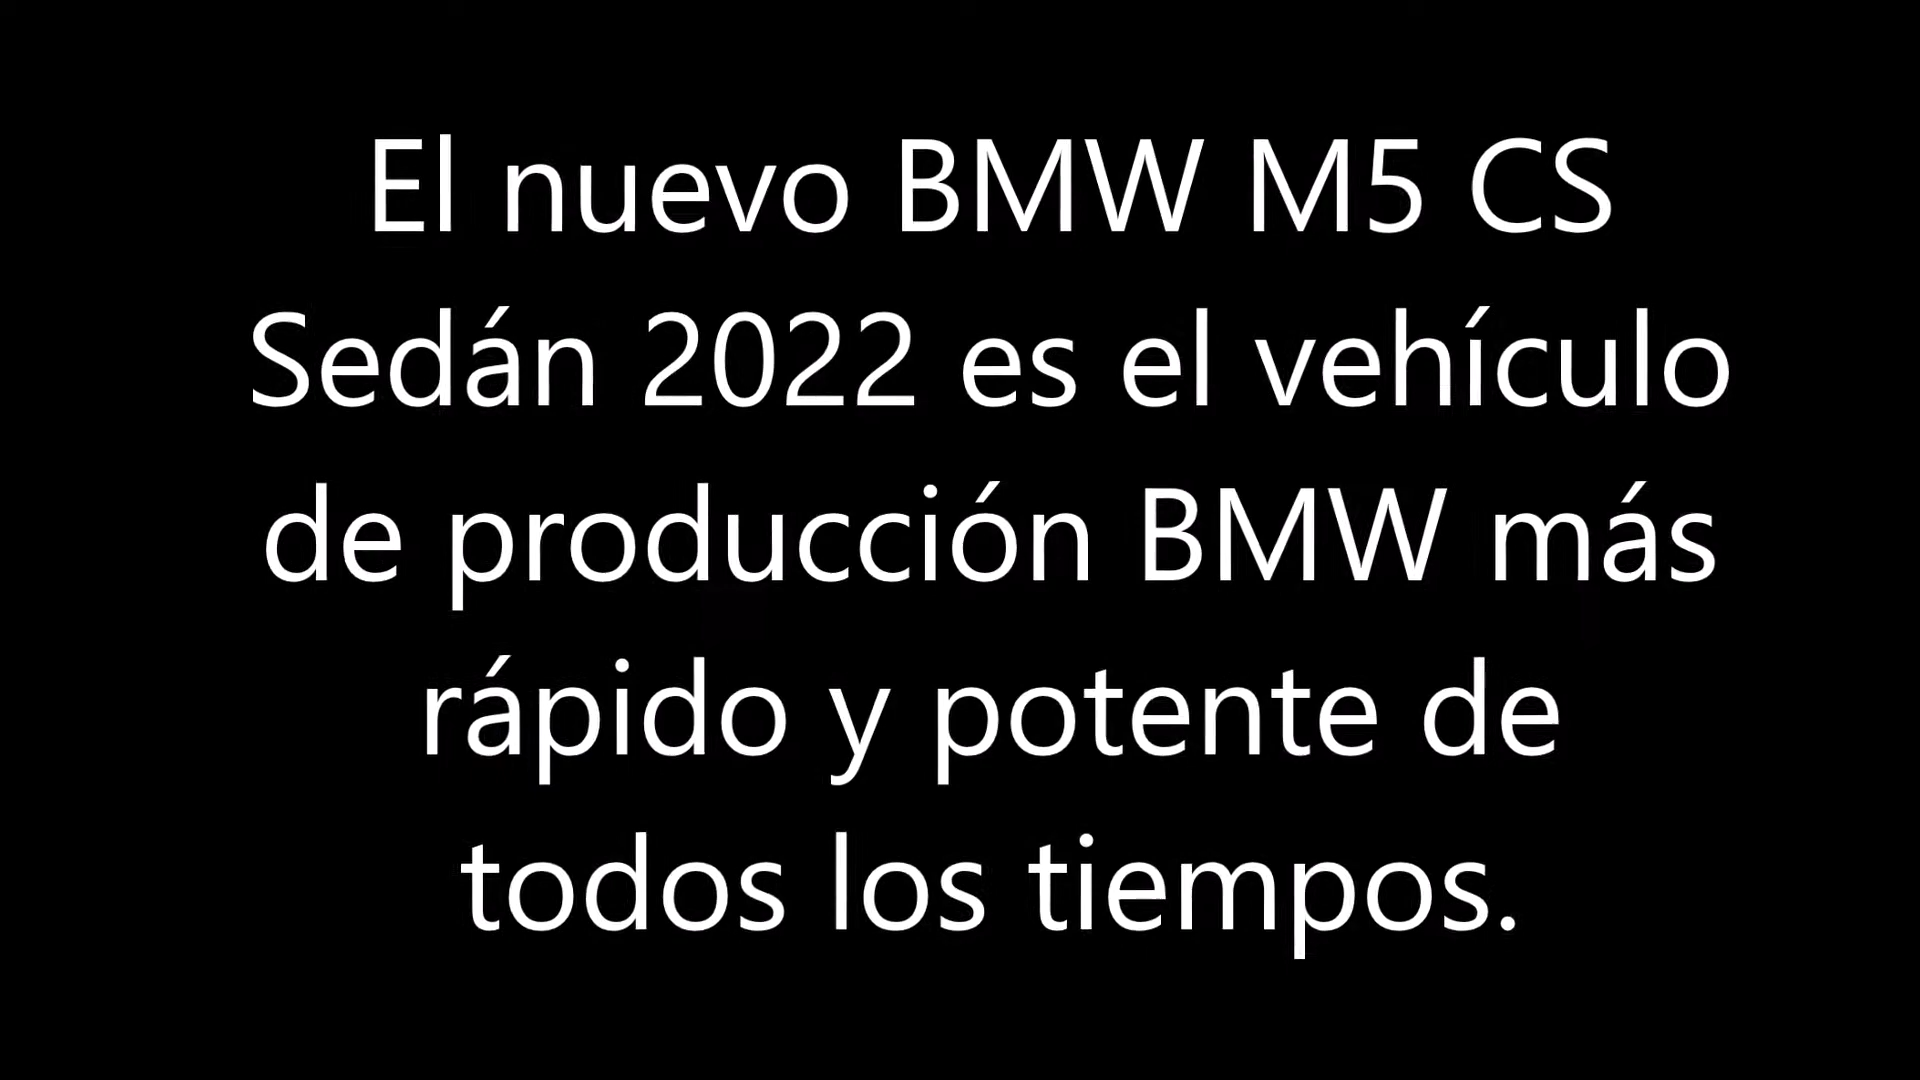 El nuevo BMW M5 CS
Sedán 2022 es el vehículo
de producción BMW más
rápido y potente de
todos los tiempos.